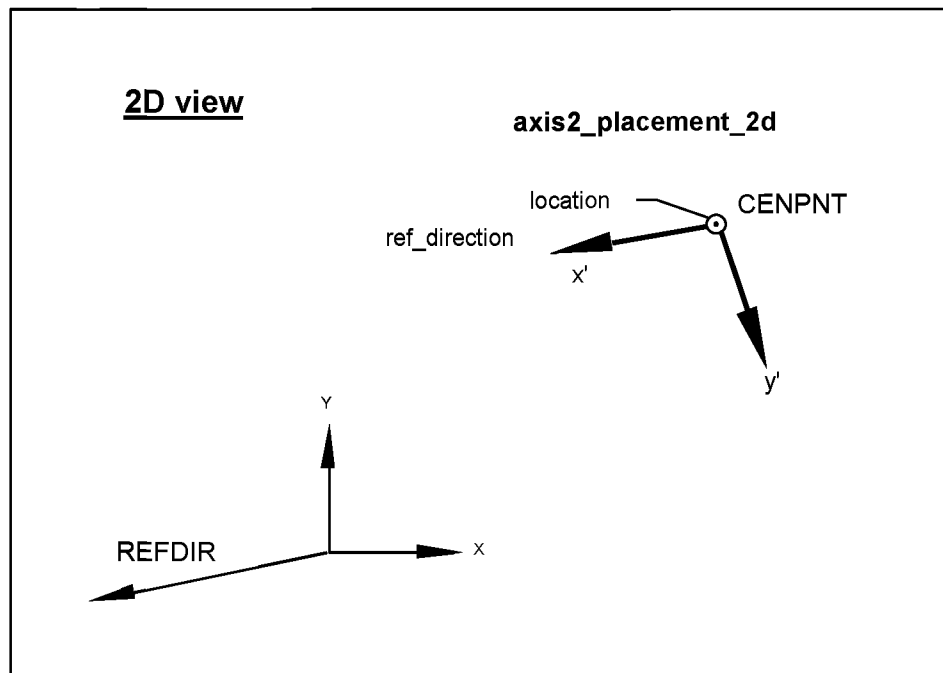 2D view
axis2_placement_2d
location
CENPNT
ref_direction
x'
y'
Y
REFDIR
X